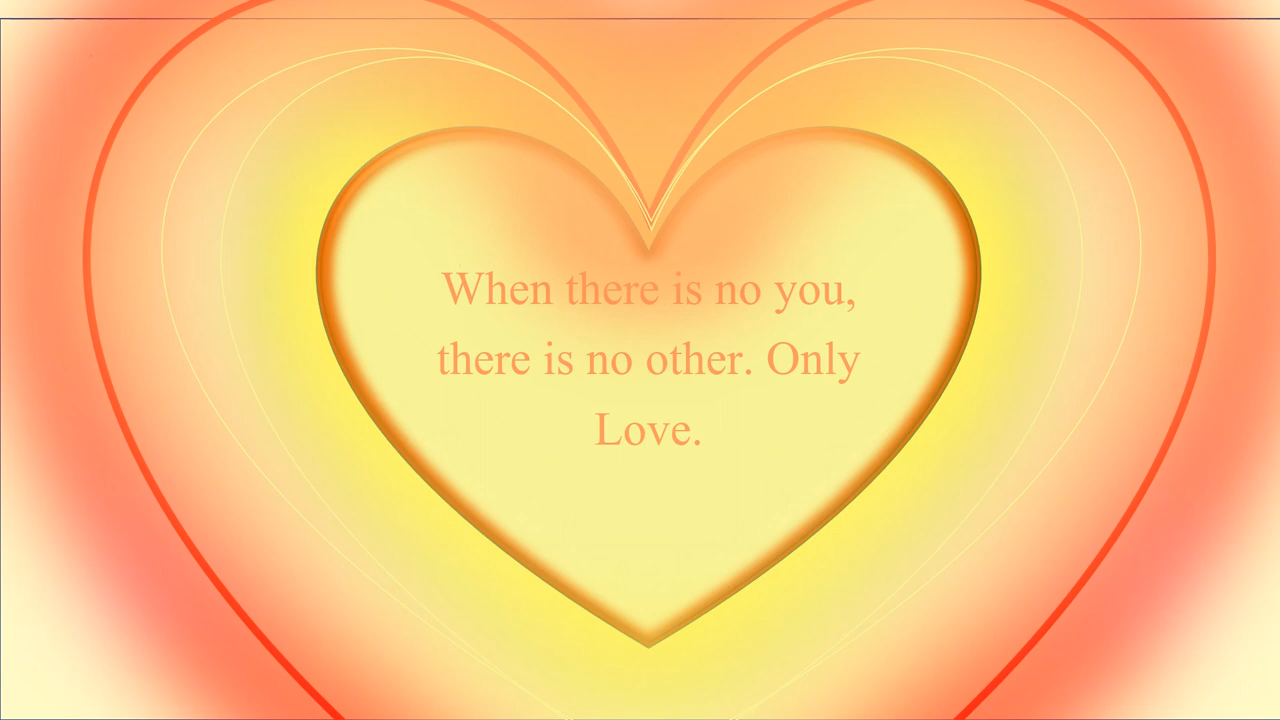 When there is no you,
there is no other. Only
Love.